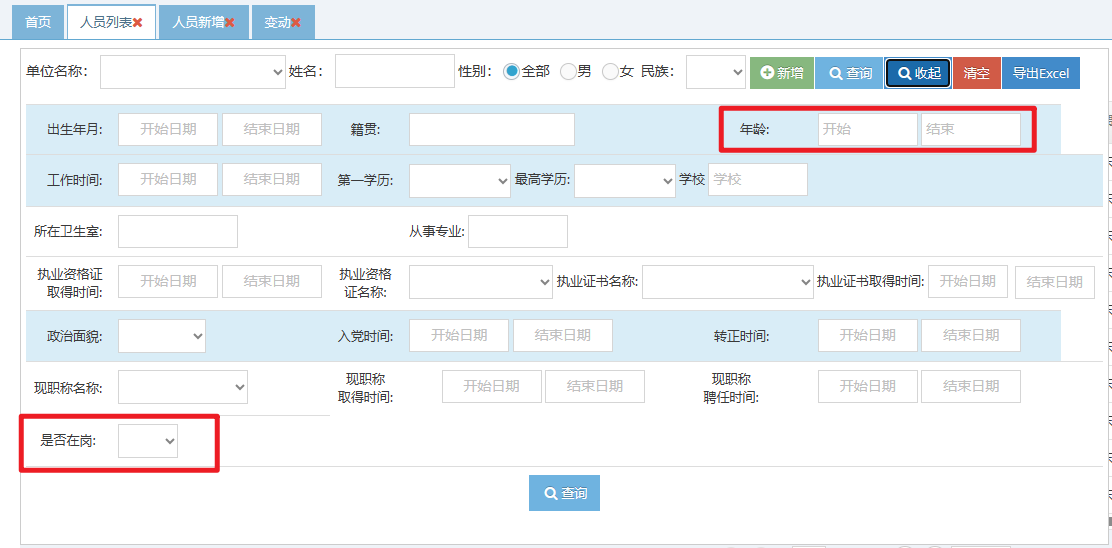 首页 人员列表 人员新增 变动
单位名称: 姓名: 性别: 全部 男 女 民族: 新增 查询 收起 清空 导出Excel
出生年月: 开始日期 结束日期 籍贯: 年龄: 开始 结束
工作时间: 开始日期 结束日期 第一学历: 最高学历: 学校 学校
所在卫生室: 从事专业:
执业资格证
取得时间: 开始日期 结束日期 执业资格
证名称: 执业证书名称: 执业证书取得时间: 开始日期 结束日期
政治面貌: 入党时间: 开始日期 结束日期 转正时间: 开始日期 结束日期
现职称名称: 现职称
取得时间: 开始日期 结束日期 现职称
聘任时间: 开始日期 结束日期
是否在岗:
查询